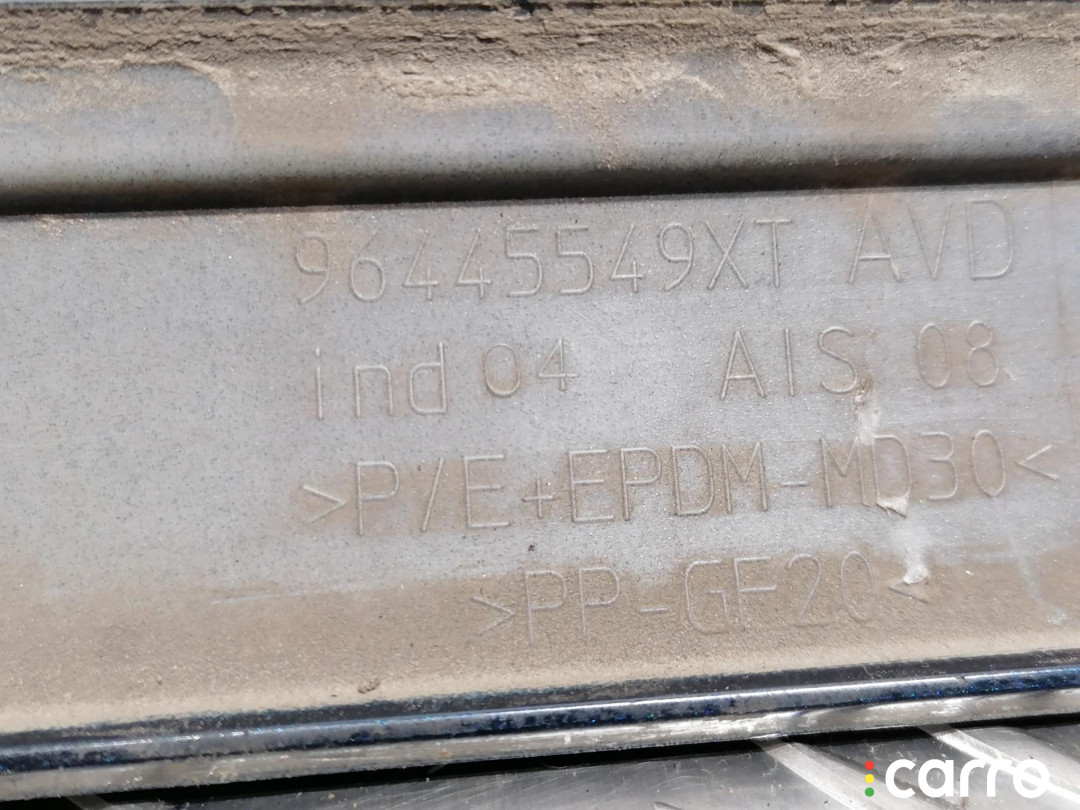 96445549XT AVD
ind 04 AIS 08
>P/E+EPDM-MD30<
>PP-GF20<
carro